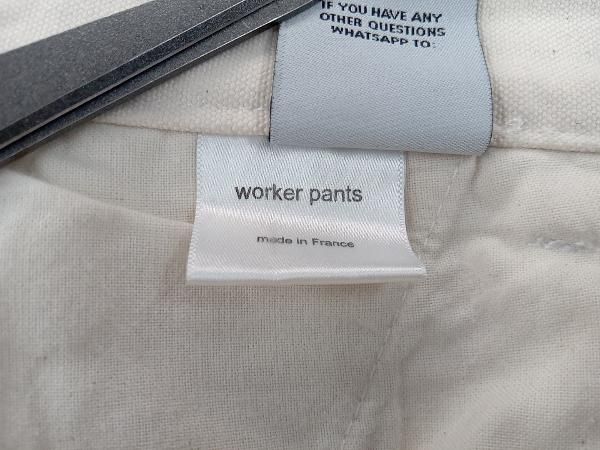 IF YOU HAVE ANY
OTHER QUESTIONS
WHATSAPP TO:
worker pants
made in France